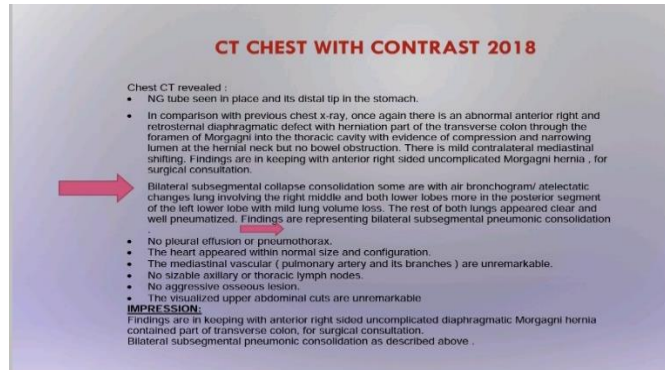 CT CHEST WITH CONTRAST 2018
Chest CT revealed :
• NG tube seen in place and its distal tip in the stomach.
• In comparison with previous chest x-ray, once again there is an abnormal anterior right and
retrosternal diaphragmatic defect with herniation part of the transverse colon through the
foramen of Morgagni into the thoracic cavity with evidence of compression and narrowing
lumen at the hernial neck but no bowel obstruction. There is mild contralateral mediastinal
shifting. Findings are in keeping with anterior right sided uncomplicated Morgagni hernia , for
surgical consultation.
Bilateral subsegmental collapse consolidation some are with air bronchogram/ atelectatic
changes lung involving the right middle and both lower lobes more in the posterior segment
of the left lower lobe with mild lung volume loss. The rest of both lungs appeared clear and
well pneumatized. Findings are representing bilateral subsegmental pneumonic consolidation
.
• No pleural effusion or pneumothorax.
• The heart appeared within normal size and configuration.
• The mediastinal vascular ( pulmonary artery and its branches ) are unremarkable.
• No sizable axillary or thoracic lymph nodes.
• No aggressive osseous lesion.
• The visualized upper abdominal cuts are unremarkable
IMPRESSION:
Findings are in keeping with anterior right sided uncomplicated diaphragmatic Morgagni hernia
contained part of transverse colon, for surgical consultation.
Bilateral subsegmental pneumonic consolidation as described above .